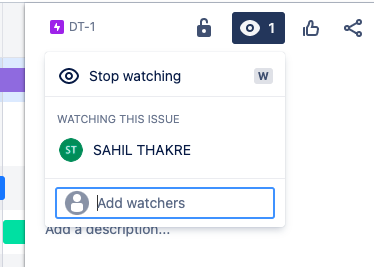 DT-1
1
Stop watching
W
WATCHING THIS ISSUE
ST
SAHIL THAKRE
Add watchers
Add a description...